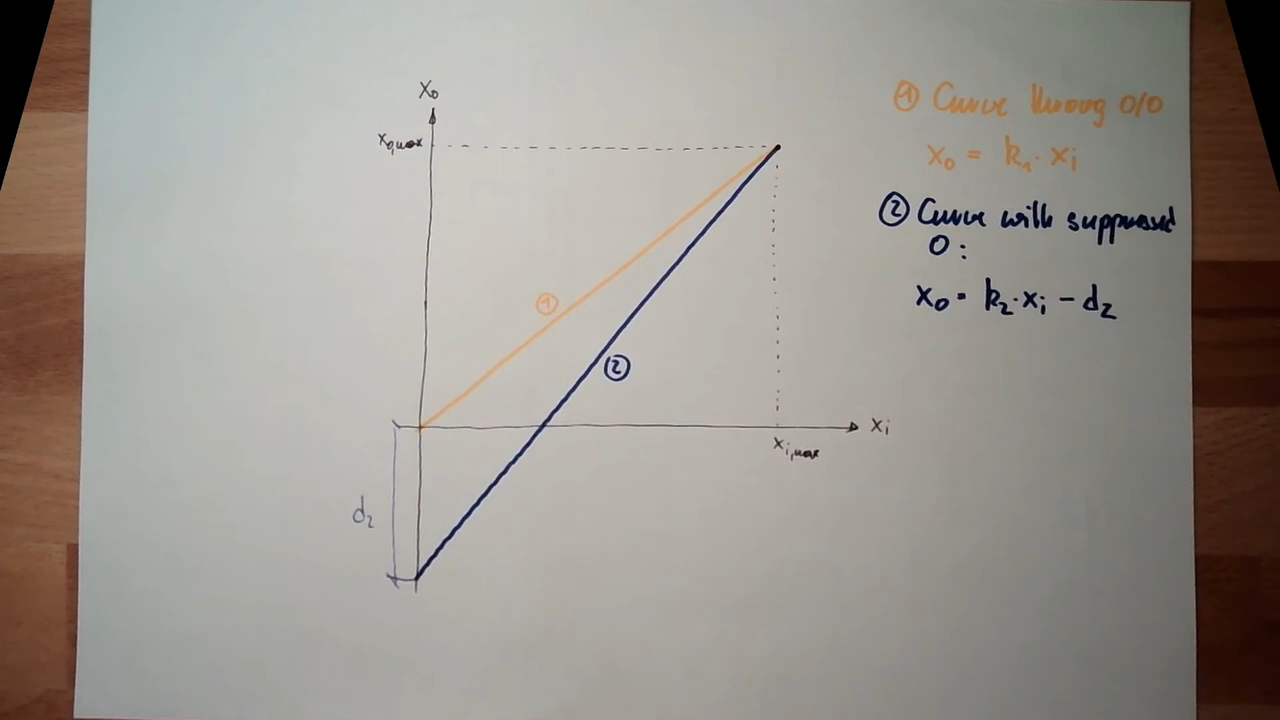 x₀
x₀,max
① Curve throug 0/0
x₀ = k₁·xᵢ
② Curve with suppressed
0:
x₀ = k₂·xᵢ - d₂
①
②
xᵢ
xᵢ,max
d₂